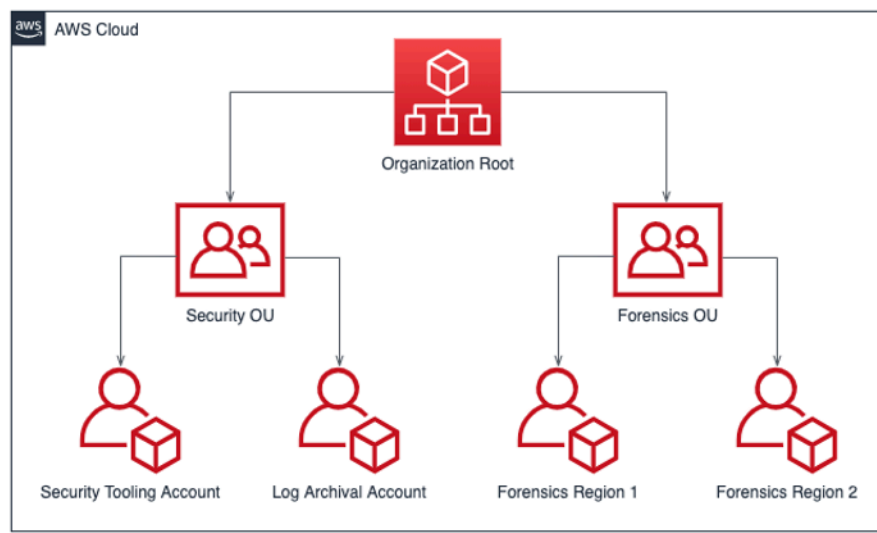 aws
AWS Cloud
Organization Root
Security OU
Forensics OU
Security Tooling Account
Log Archival Account
Forensics Region 1
Forensics Region 2